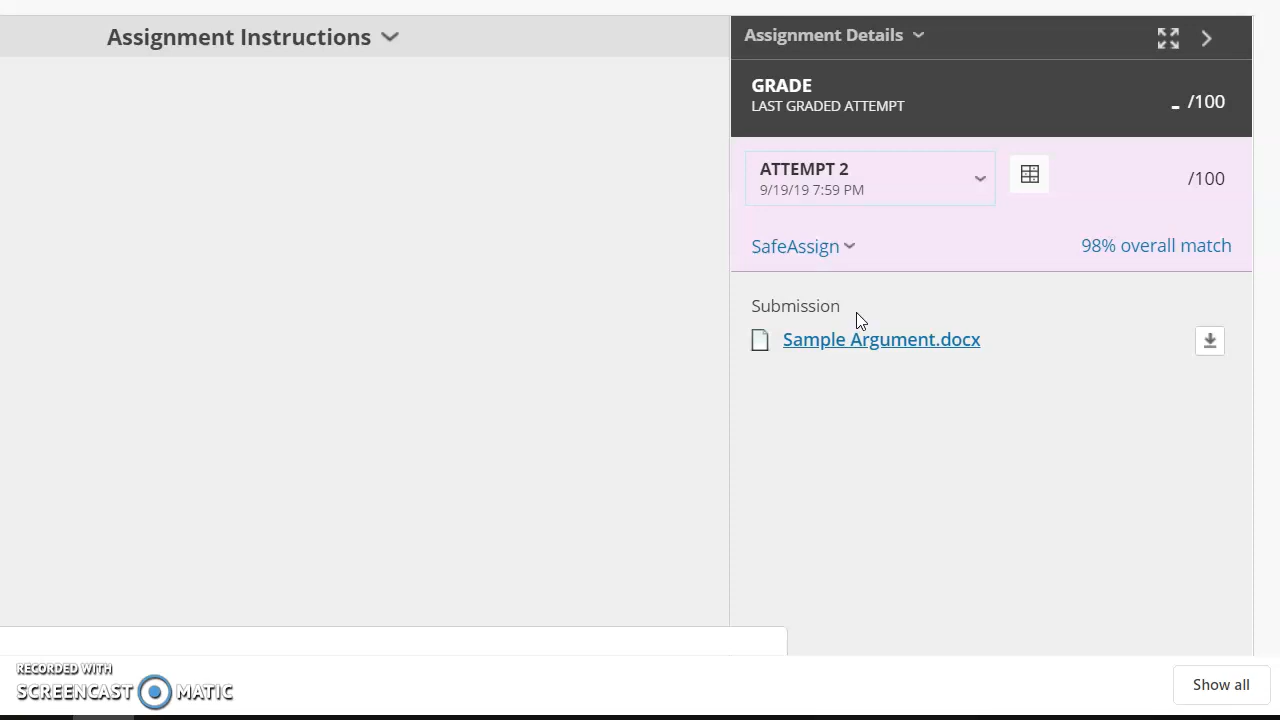 Assignment Instructions
Assignment Details
GRADE
LAST GRADED ATTEMPT
- /100
ATTEMPT 2
9/19/19 7:59 PM
/100
SafeAssign
98% overall match
Submission
Sample Argument.docx
RECORDED WITH
SCREENCAST MATIC
Show all